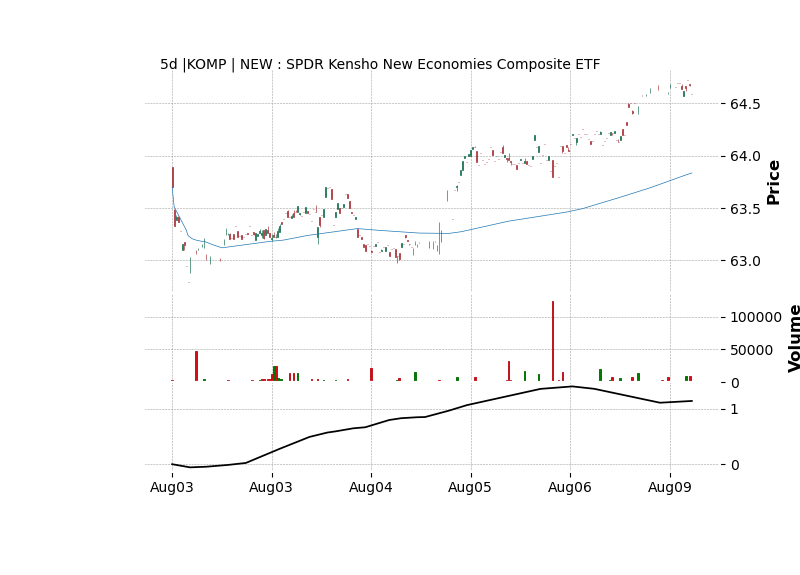 5d |KOMP | NEW : SPDR Kensho New Economies Composite ETF
64.5
64.0
63.5
63.0
Price
100000
50000
0
Volume
1
0
Aug03 Aug03 Aug04 Aug05 Aug06 Aug09